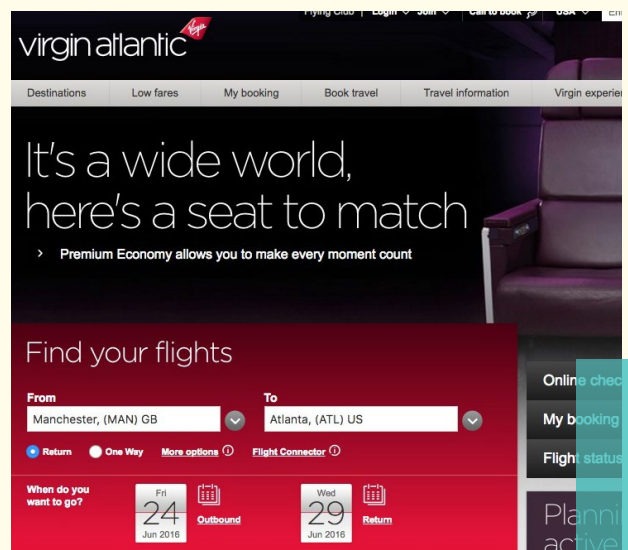 Flying Club | Login Join Call to book USA
virgin atlantic
Virgin
Destinations Low fares My booking Book travel Travel information Virgin
It's a wide world,
here's a seat to match
> Premium Economy allows you to make every moment count
Find your flights
From To
Manchester, (MAN) GB Atlanta, (ATL) US
Return One Way More options Flight Connector
When do you
want to go?
Fri Wed
24 Outbound 29 Return
Jun 2016 Jun 2016
Online
My booking
Flight status